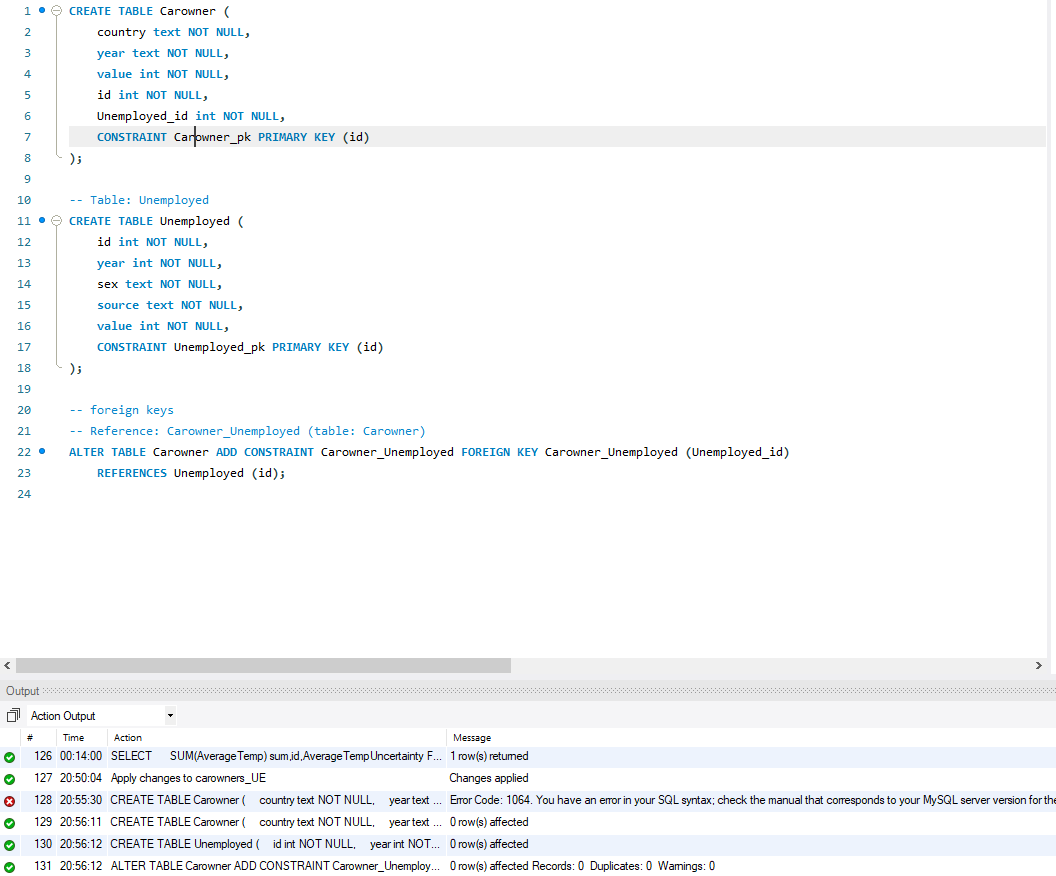 1 CREATE TABLE Carowner (
2 country text NOT NULL,
3 year text NOT NULL,
4 value int NOT NULL,
5 id int NOT NULL,
6 Unemployed_id int NOT NULL,
7 CONSTRAINT Carowner_pk PRIMARY KEY (id)
8 );
9
10 -- Table: Unemployed
11 CREATE TABLE Unemployed (
12 id int NOT NULL,
13 year int NOT NULL,
14 sex text NOT NULL,
15 source text NOT NULL,
16 value int NOT NULL,
17 CONSTRAINT Unemployed_pk PRIMARY KEY (id)
18 );
19
20 -- foreign keys
21 -- Reference: Carowner_Unemployed (table: Carowner)
22 ALTER TABLE Carowner ADD CONSTRAINT Carowner_Unemployed FOREIGN KEY Carowner_Unemployed (Unemployed_id)
23 REFERENCES Unemployed (id);
24
Output
Action Output
# Time Action Message
126 00:14:00 SELECT SUM(AverageTemp) sum,id,AverageTempUncertainty F... 1 row(s) returned
127 20:50:04 Apply changes to carowners_UE Changes applied
128 20:55:30 CREATE TABLE Carowner ( country text NOT NULL, year text ... Error Code: 1064. You have an error in your SQL syntax; check the manual that corresponds to your MySQL server version for the
129 20:56:11 CREATE TABLE Carowner ( country text NOT NULL, year text ... 0 row(s) affected
130 20:56:12 CREATE TABLE Unemployed ( id int NOT NULL, year int NOT... 0 row(s) affected
131 20:56:12 ALTER TABLE Carowner ADD CONSTRAINT Carowner_Unemploy... 0 row(s) affected Records: 0 Duplicates: 0 Warnings: 0